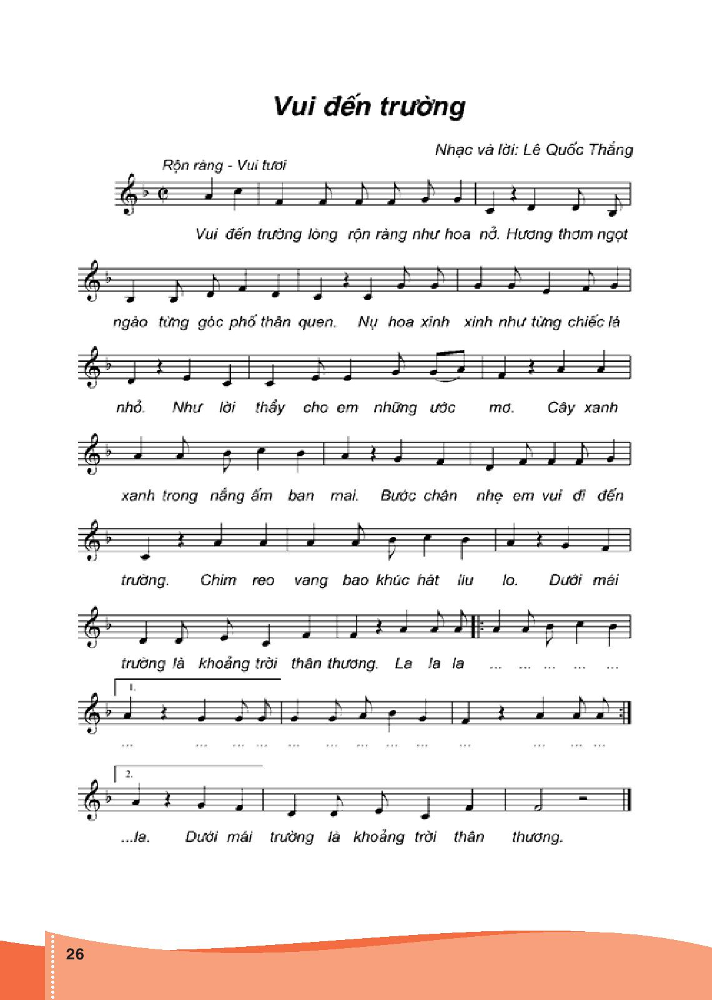 Vui đến trường
Nhạc và lời: Lê Quốc Thắng
Rộn ràng - Vui tươi
Vui đến trường lòng rộn ràng như hoa nở. Hương thơm ngọt
ngào từng góc phố thân quen. Nụ hoa xinh xinh như từng chiếc lá
nhỏ. Như lời thầy cho em những ước mơ. Cây xanh
xanh trong nắng ấm ban mai. Bước chân nhẹ em vui đi đến
trường. Chim reo vang bao khúc hát líu lo. Dưới mái
trường là khoảng trời thân thương. La la la ... ... ... ... ...
1.
... ... ... ... ... ... ... ... ... ... ... ... ...
2.
...la. Dưới mái trường là khoảng trời thân thương.
26